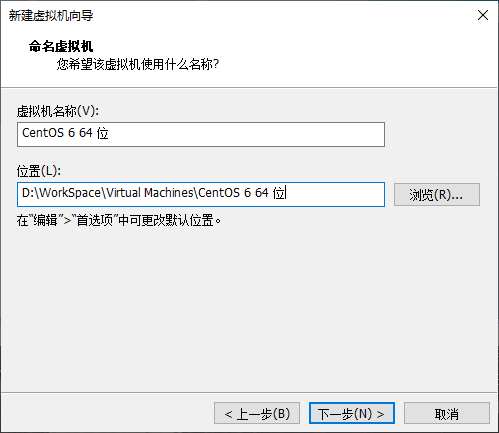 新建虚拟机向导
命名虚拟机
您希望该虚拟机使用什么名称?
虚拟机名称(V):
CentOS 6 64 位
位置(L):
D:\WorkSpace\Virtual Machines\CentOS 6 64 位
浏览(R)...
在“编辑”>“首选项”中可更改默认位置。
< 上一步(B)
下一步(N) >
取消